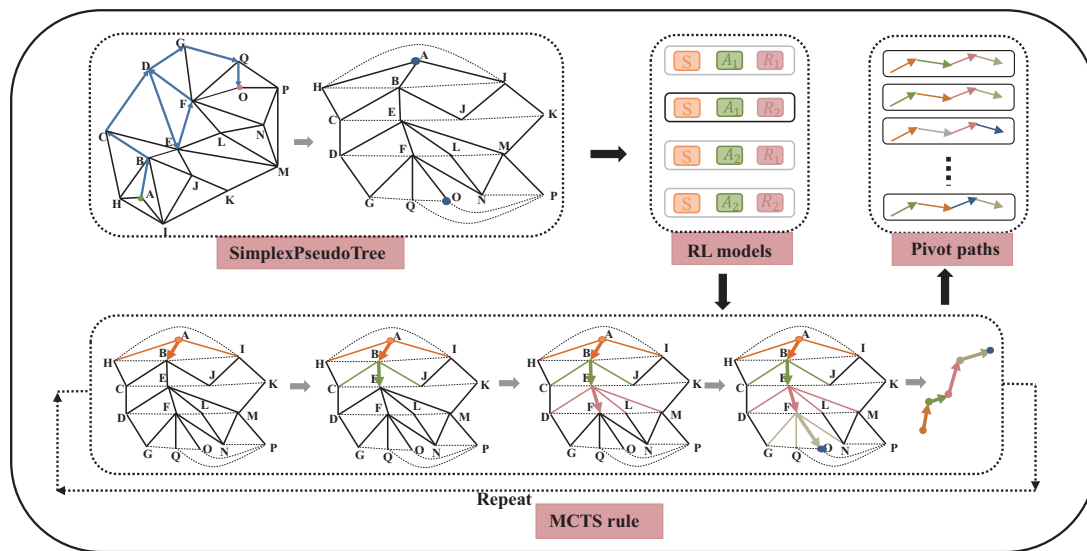 G
Q
D
O
P
F
N
C
L
E
B
M
J
A
K
H
I
A
I
H
B
J
K
C
E
D
F
L
M
G
Q
O
N
P
SimplexPseudoTree
S A₁ R₁
S A₁ R₂
S A₂ R₁
S A₂ R₂
RL models
Pivot paths
A
H
B
I
E
J
C
K
D
F
L
M
G
Q
O
N
P
A
H
B
I
E
J
C
K
D
F
L
M
G
Q
O
N
P
A
H
B
I
E
J
C
K
D
F
L
M
G
Q
O
N
P
A
H
B
I
E
J
C
K
D
F
L
M
G
Q
O
N
P
Repeat
MCTS rule